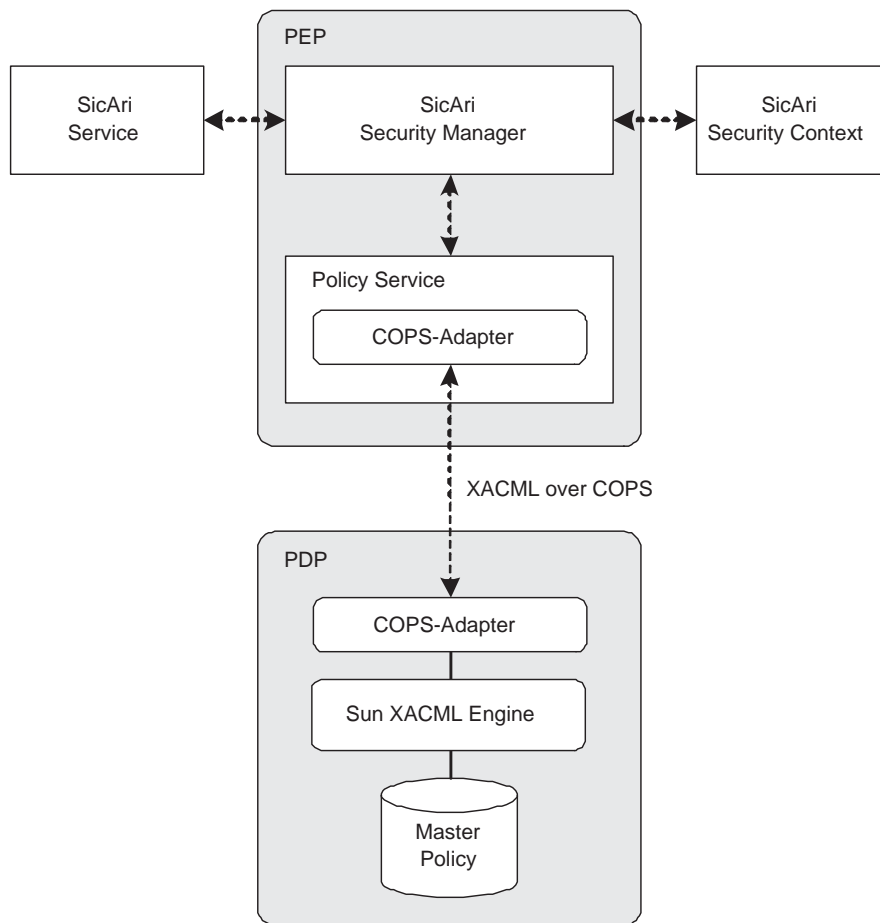 PEP
SicAri
Service
SicAri
Security Manager
SicAri
Security Context
Policy Service
COPS-Adapter
XACML over COPS
PDP
COPS-Adapter
Sun XACML Engine
Master
Policy